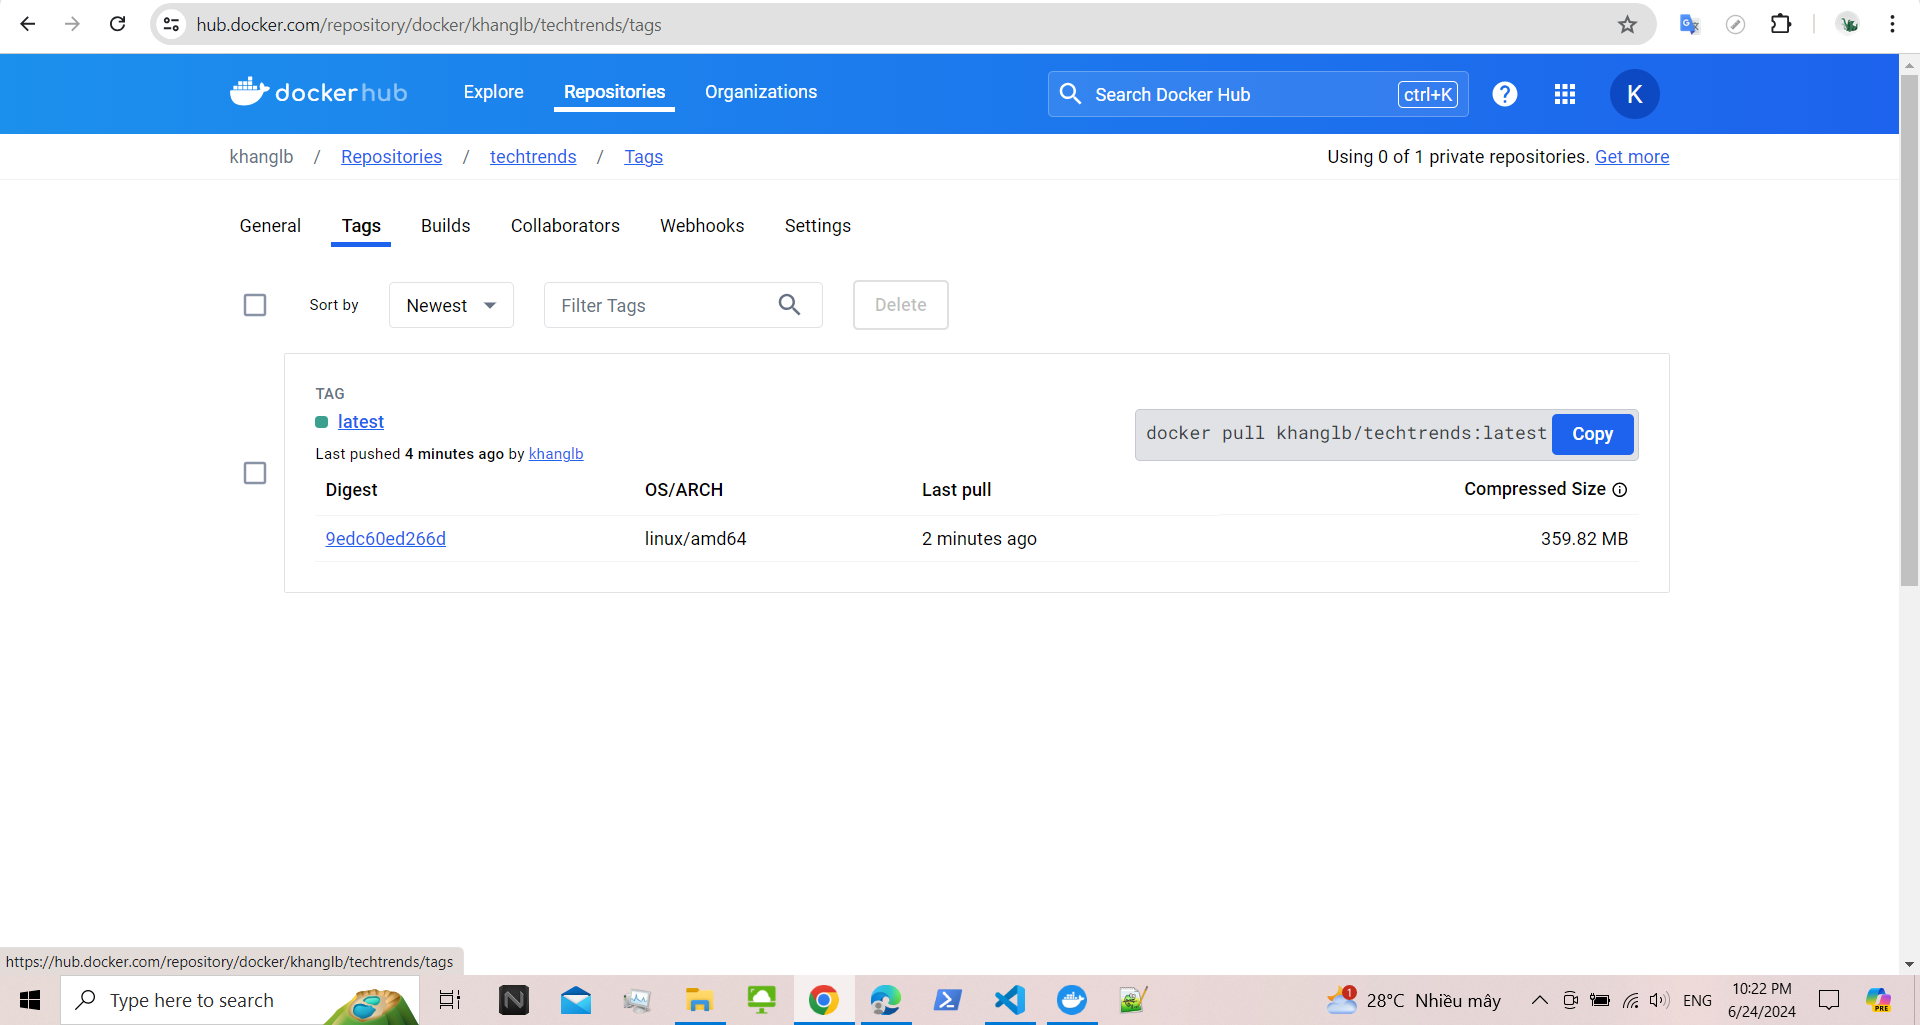 hub.docker.com/repository/docker/khanglb/techtrends/tags
dockerhub Explore Repositories Organizations Search Docker Hub ctrl+K ? K
khanglb / Repositories / techtrends / Tags Using 0 of 1 private repositories. Get more
General Tags Builds Collaborators Webhooks Settings
Sort by Newest Filter Tags Delete
TAG
latest
docker pull khanglb/techtrends:latest Copy
Last pushed 4 minutes ago by khanglb
Digest OS/ARCH Last pull Compressed Size
9edc60ed266d linux/amd64 2 minutes ago 359.82 MB
https://hub.docker.com/repository/docker/khanglb/techtrends/tags
Type here to search 1 28°C Nhiều mây ENG 10:22 PM
6/24/2024
PRE